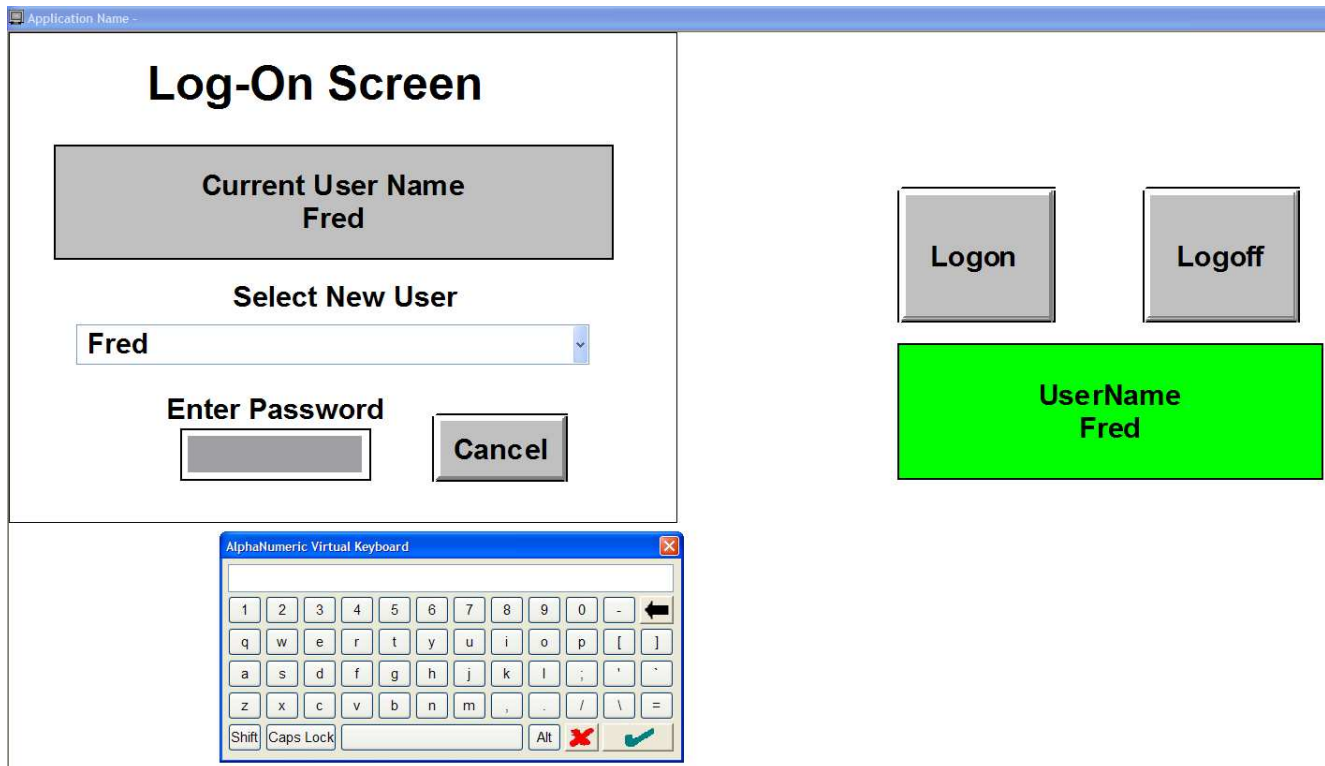 Application Name -
Log-On Screen
Current User Name
Fred
Select New User
Fred
Enter Password
Cancel
Logon
Logoff
UserName
Fred
AlphaNumeric Virtual Keyboard
1 2 3 4 5 6 7 8 9 0 -
q w e r t y u i o p [ ]
a s d f g h j k l ; ' `
z x c v b n m , . / \ =
Shift Caps Lock Alt